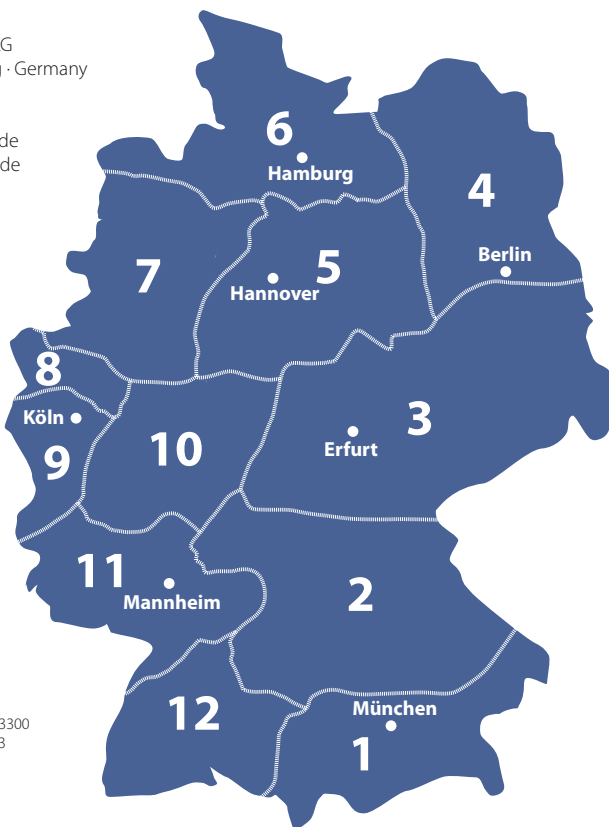 G
g · Germany
de
de
6
Hamburg
4
Berlin
7
5
Hannover
8
Köln
9
10
3
Erfurt
11
Mannheim
2
12
München
1
3300
3